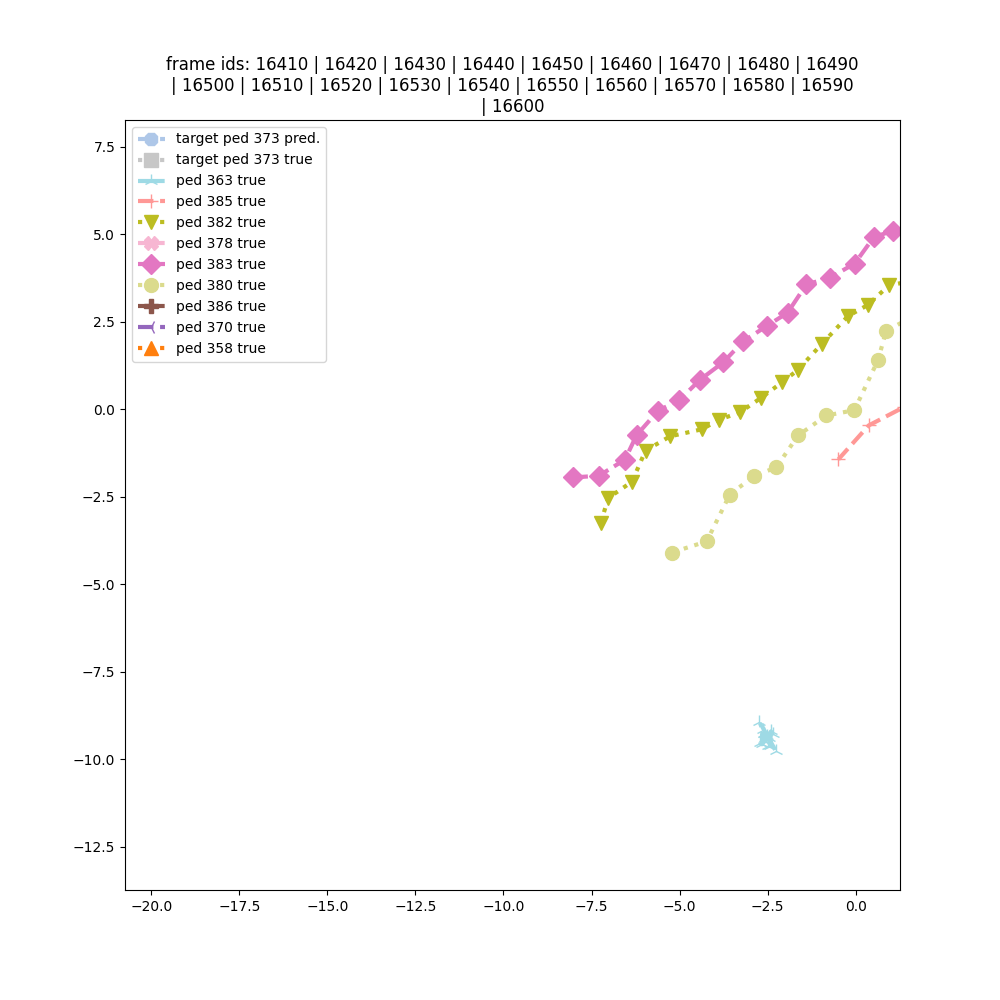 frame ids: 16410 | 16420 | 16430 | 16440 | 16450 | 16460 | 16470 | 16480 | 16490
| 16500 | 16510 | 16520 | 16530 | 16540 | 16550 | 16560 | 16570 | 16580 | 16590
| 16600
target ped 373 pred.
target ped 373 true
ped 363 true
ped 385 true
ped 382 true
ped 378 true
ped 383 true
ped 380 true
ped 386 true
ped 370 true
ped 358 true
7.5
5.0
2.5
0.0
−2.5
−5.0
−7.5
−10.0
−12.5
−20.0 −17.5 −15.0 −12.5 −10.0 −7.5 −5.0 −2.5 0.0